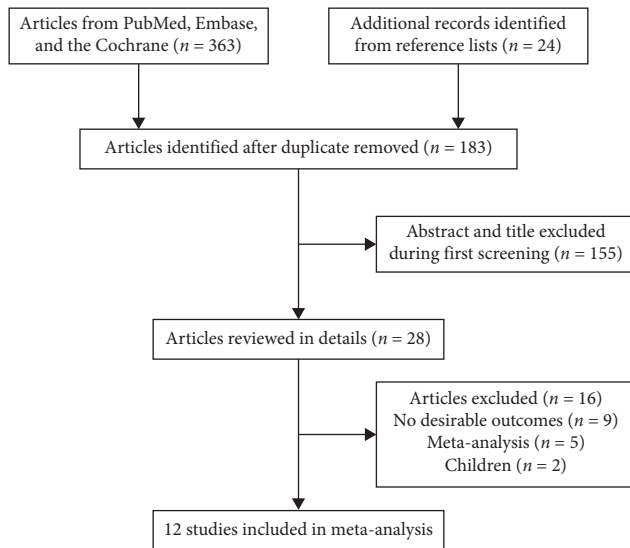 Articles from PubMed, Embase,
and the Cochrane (n = 363)
Additional records identified
from reference lists (n = 24)
Articles identified after duplicate removed (n = 183)
Abstract and title excluded
during first screening (n = 155)
Articles reviewed in details (n = 28)
Articles excluded (n = 16)
No desirable outcomes (n = 9)
Meta-analysis (n = 5)
Children (n = 2)
12 studies included in meta-analysis